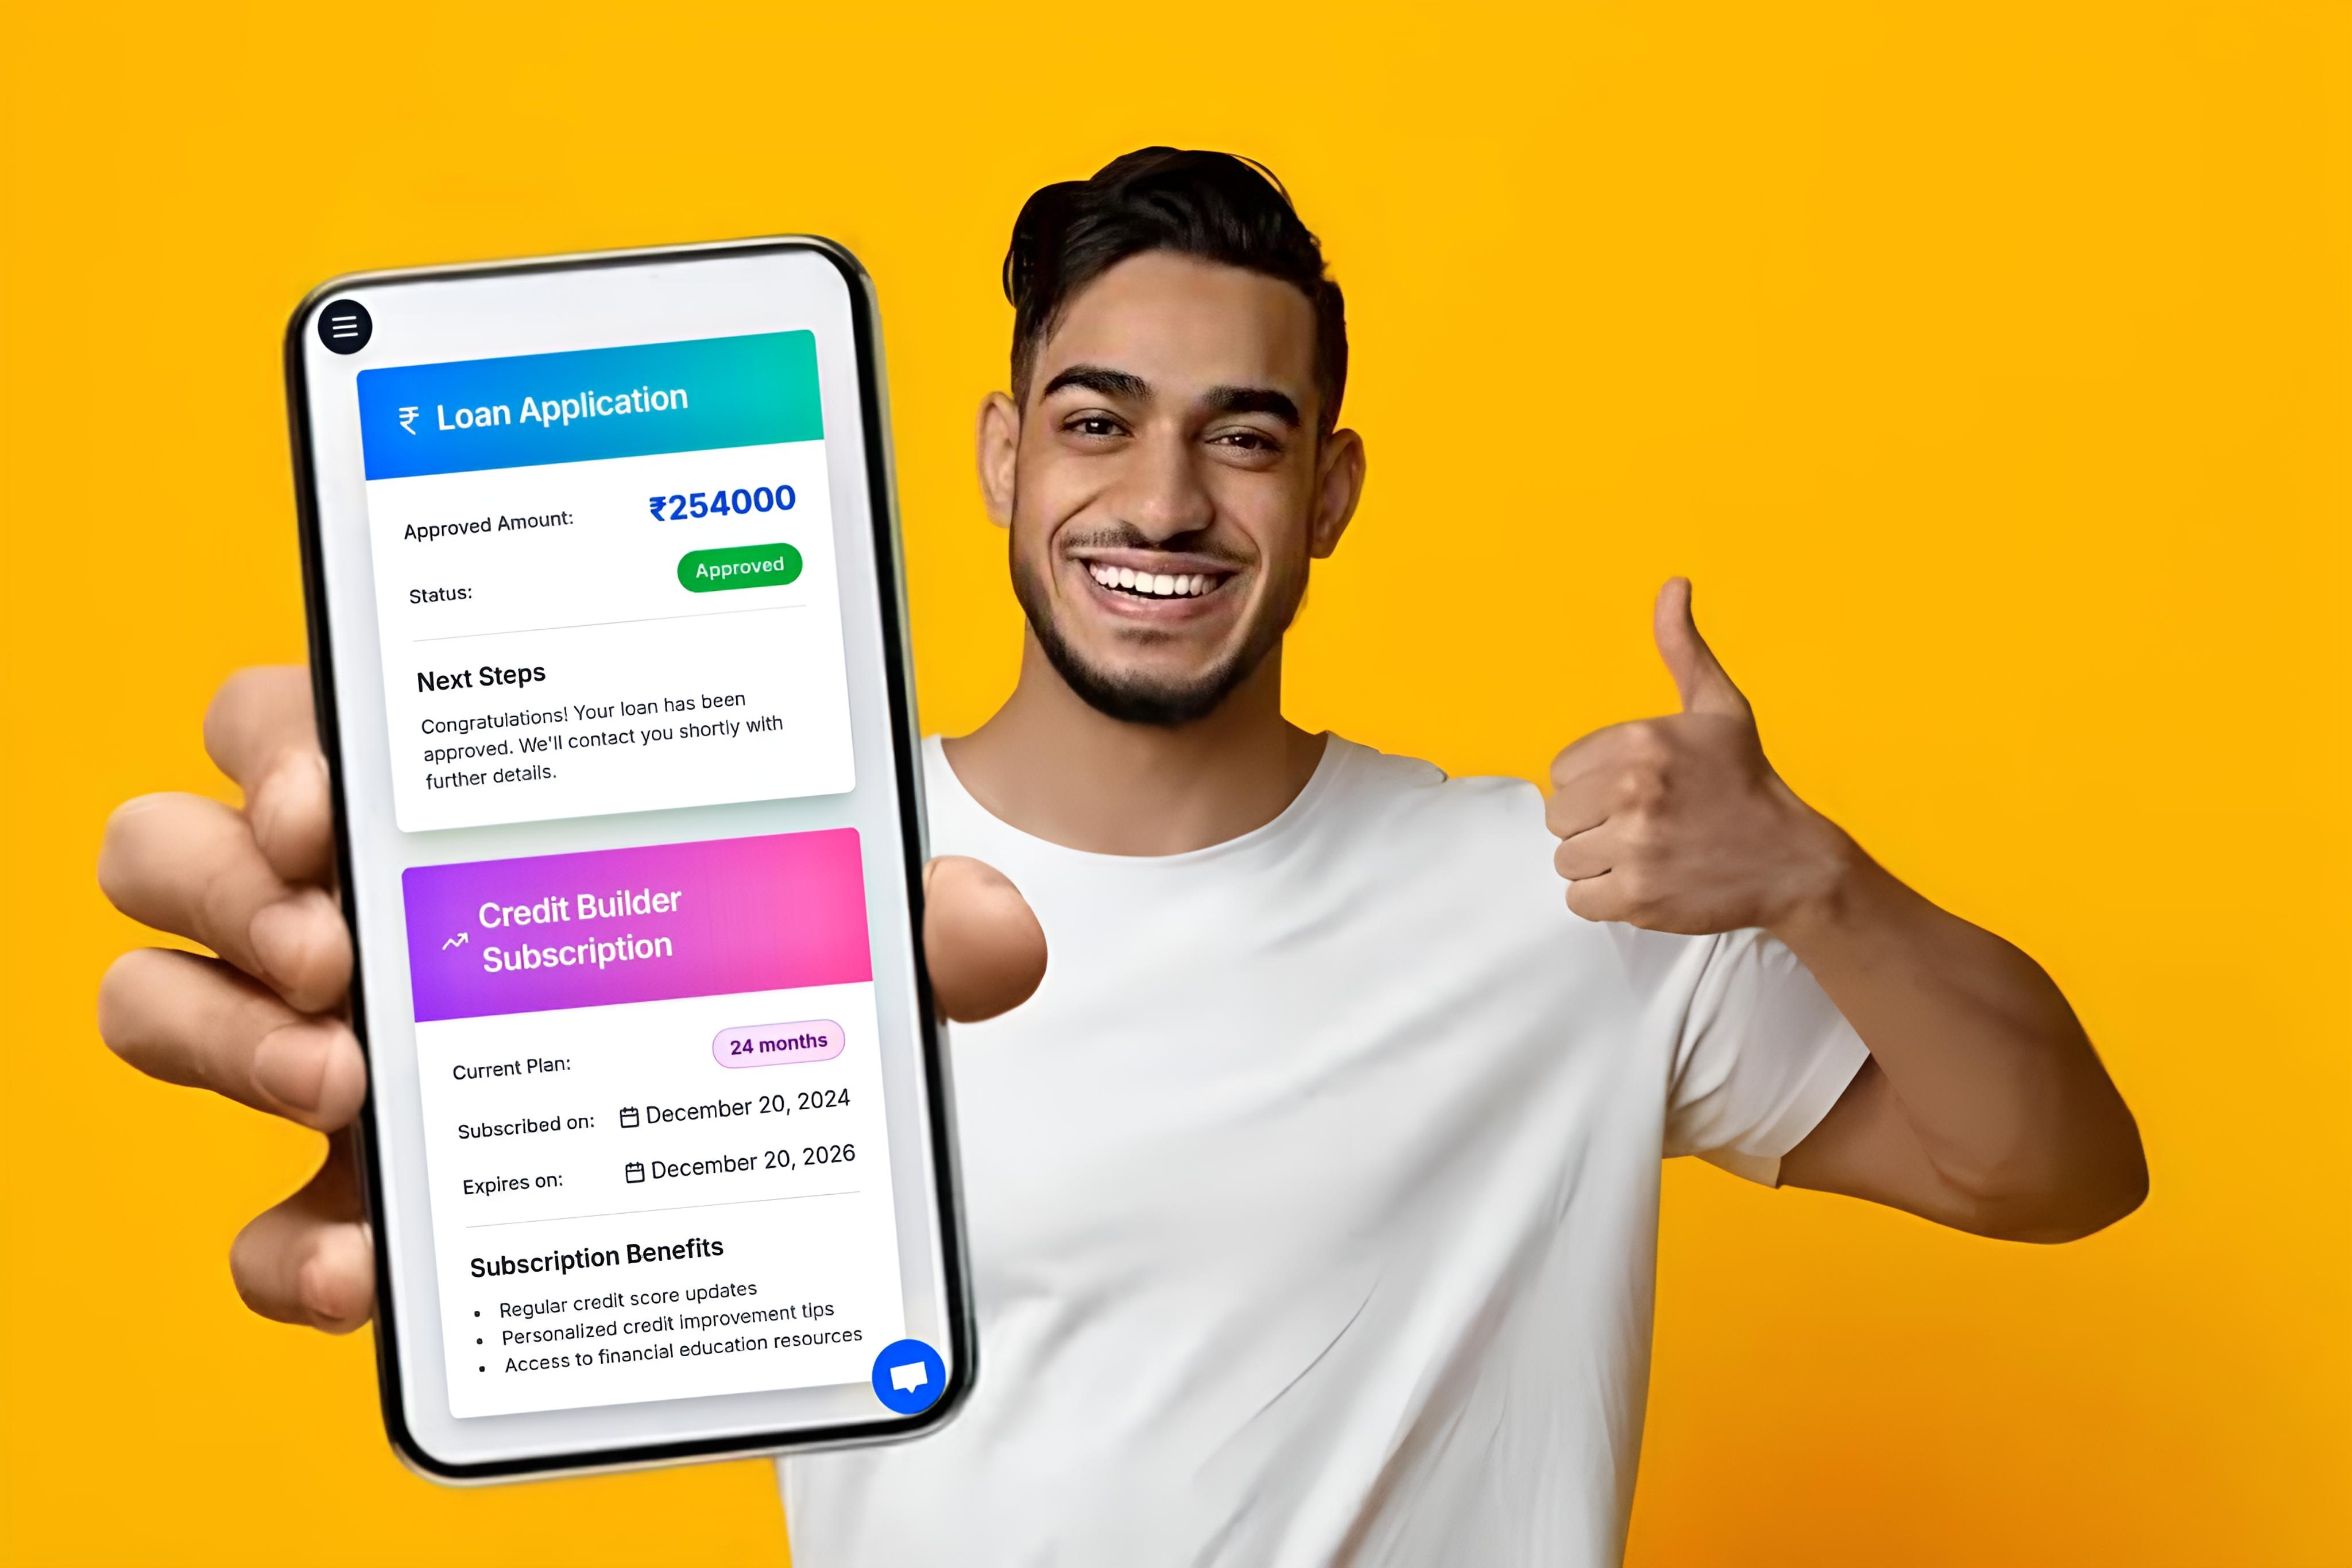 ₹ Loan Application
Approved Amount: ₹254000
Status: Approved
Next Steps
Congratulations! Your loan has been
approved. We'll contact you shortly with
further details.
Credit Builder
Subscription
Current Plan: 24 months
Subscribed on: December 20, 2024
Expires on: December 20, 2026
Subscription Benefits
• Regular credit score updates
• Personalized credit improvement tips
• Access to financial education resources